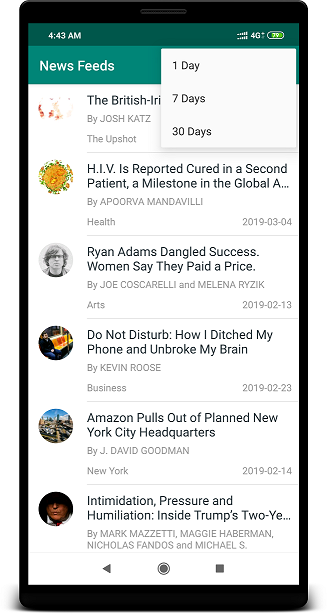 4:43 AM
4G
79
News Feeds
1 Day
7 Days
30 Days
The British-Iri
By JOSH KATZ
The Upshot
H.I.V. Is Reported Cured in a Second
Patient, a Milestone in the Global A...
By APOORVA MANDAVILLI
Health
2019-03-04
Ryan Adams Dangled Success.
Women Say They Paid a Price.
By JOE COSCARELLI and MELENA RYZIK
Arts
2019-02-13
Do Not Disturb: How I Ditched My
Phone and Unbroke My Brain
By KEVIN ROOSE
Business
2019-02-23
Amazon Pulls Out of Planned New
York City Headquarters
By J. DAVID GOODMAN
New York
2019-02-14
Intimidation, Pressure and
Humiliation: Inside Trump's Two-Ye...
By MARK MAZZETTI, MAGGIE HABERMAN,
NICHOLAS FANDOS and MICHAEL S.